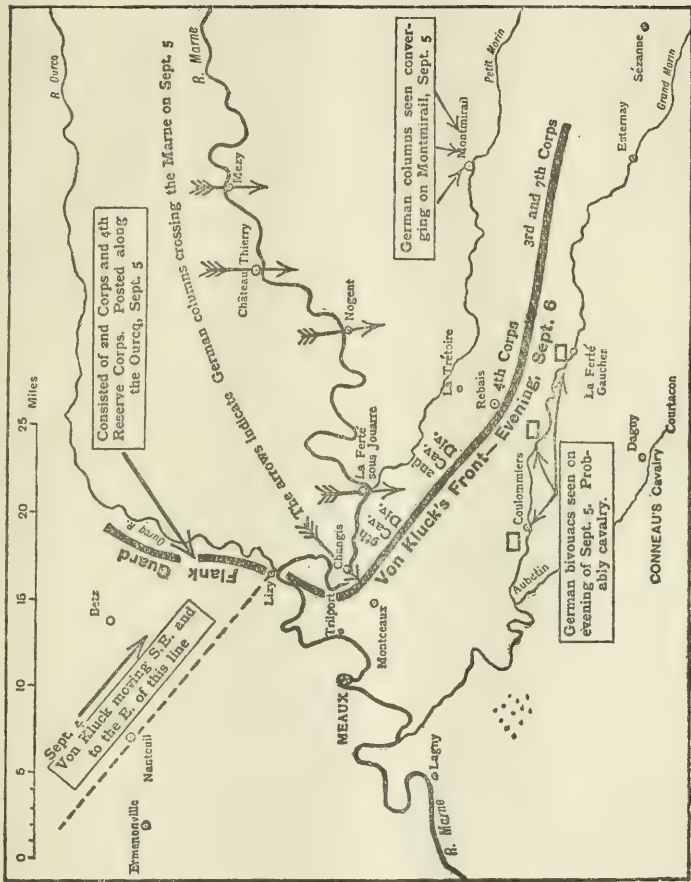 0 5 10 15 20 25 Miles
R Ourcq
R. Marne
Consisted of 2nd Corps and 4th
Reserve Corps. Posted along
the Ourcq, Sept. 5
The arrows indicate German columns crossing the Marne on Sept. 5
Sept. 4
Von Kluck moving S.E. and
to the E. of this line
Ermenonville
Nanteuil
Betz
Flank Guard
Ourcq R.
Lizy
Changis
Trilport
Montceaux
MEAUX
Lagny
R. Marne
La Ferté
sous Jouarre
Nogent
Château Thierry
Mezy
German columns seen conver-
ging on Montmirail, Sept. 5
Montmirail
Petit Morin
La Trétoire
Rebais
9th
Cav.
Div.
2nd
Cav.
Div.
4th Corps
3rd and 7th Corps
Von Kluck's Front—Evening, Sept. 6
Sézanne
Esternay
Grand Morin
La Ferté
Gaucher
Coulommiers
Aubetin
German bivouacs seen on
evening of Sept. 5. Prob-
ably cavalry.
Dagny
Courtacon
CONNEAU'S Cavalry